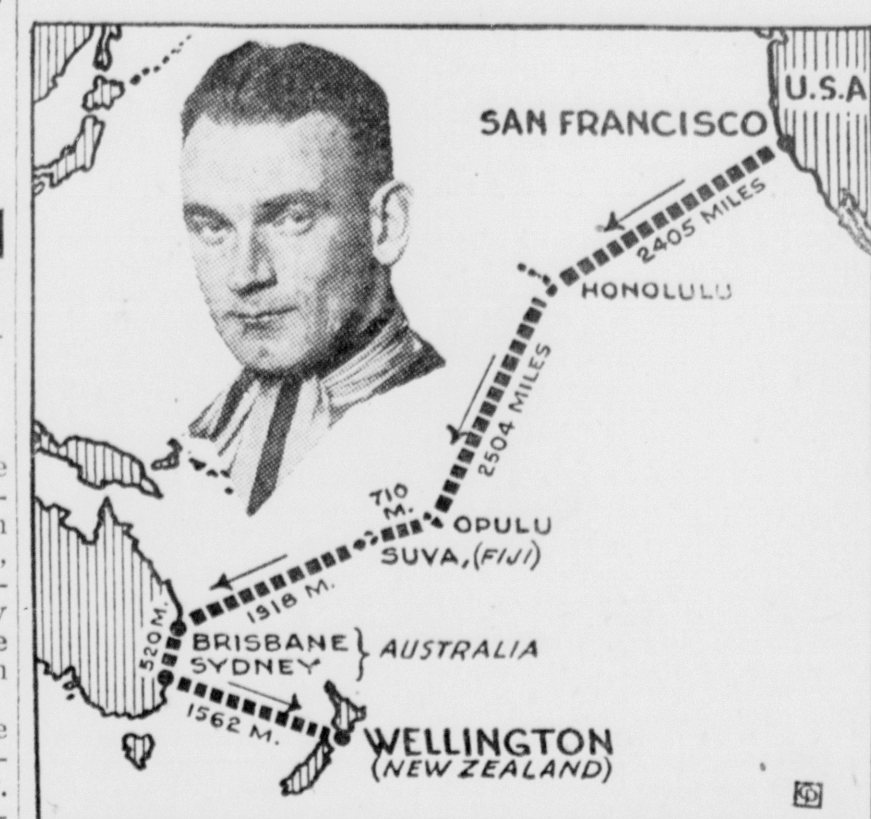 U.S.A
SAN FRANCISCO
2405 MILES
HONOLULU
2504 MILES
710
M.
OPULU
SUVA, (FIJI)
1918 M.
520 M.
BRISBANE
SYDNEY
AUSTRALIA
1562 M.
WELLINGTON
(NEW ZEALAND)